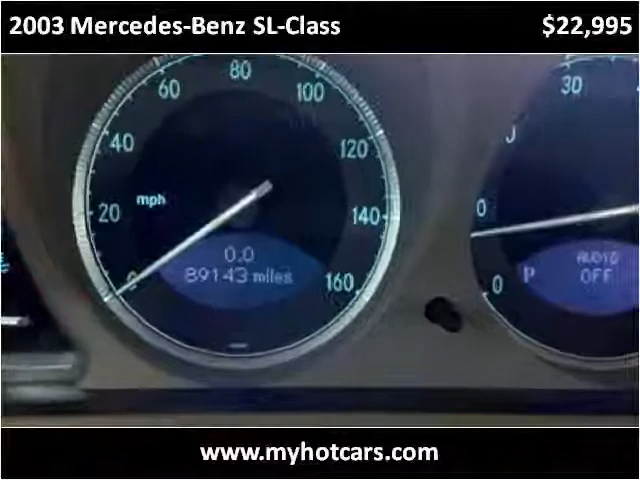 2003 Mercedes-Benz SL-Class $22,995
80
60 100
30
40 120
mph
20 140
0
0.0
89143 miles
0 160
AUDIO
P OFF
0
www.myhotcars.com